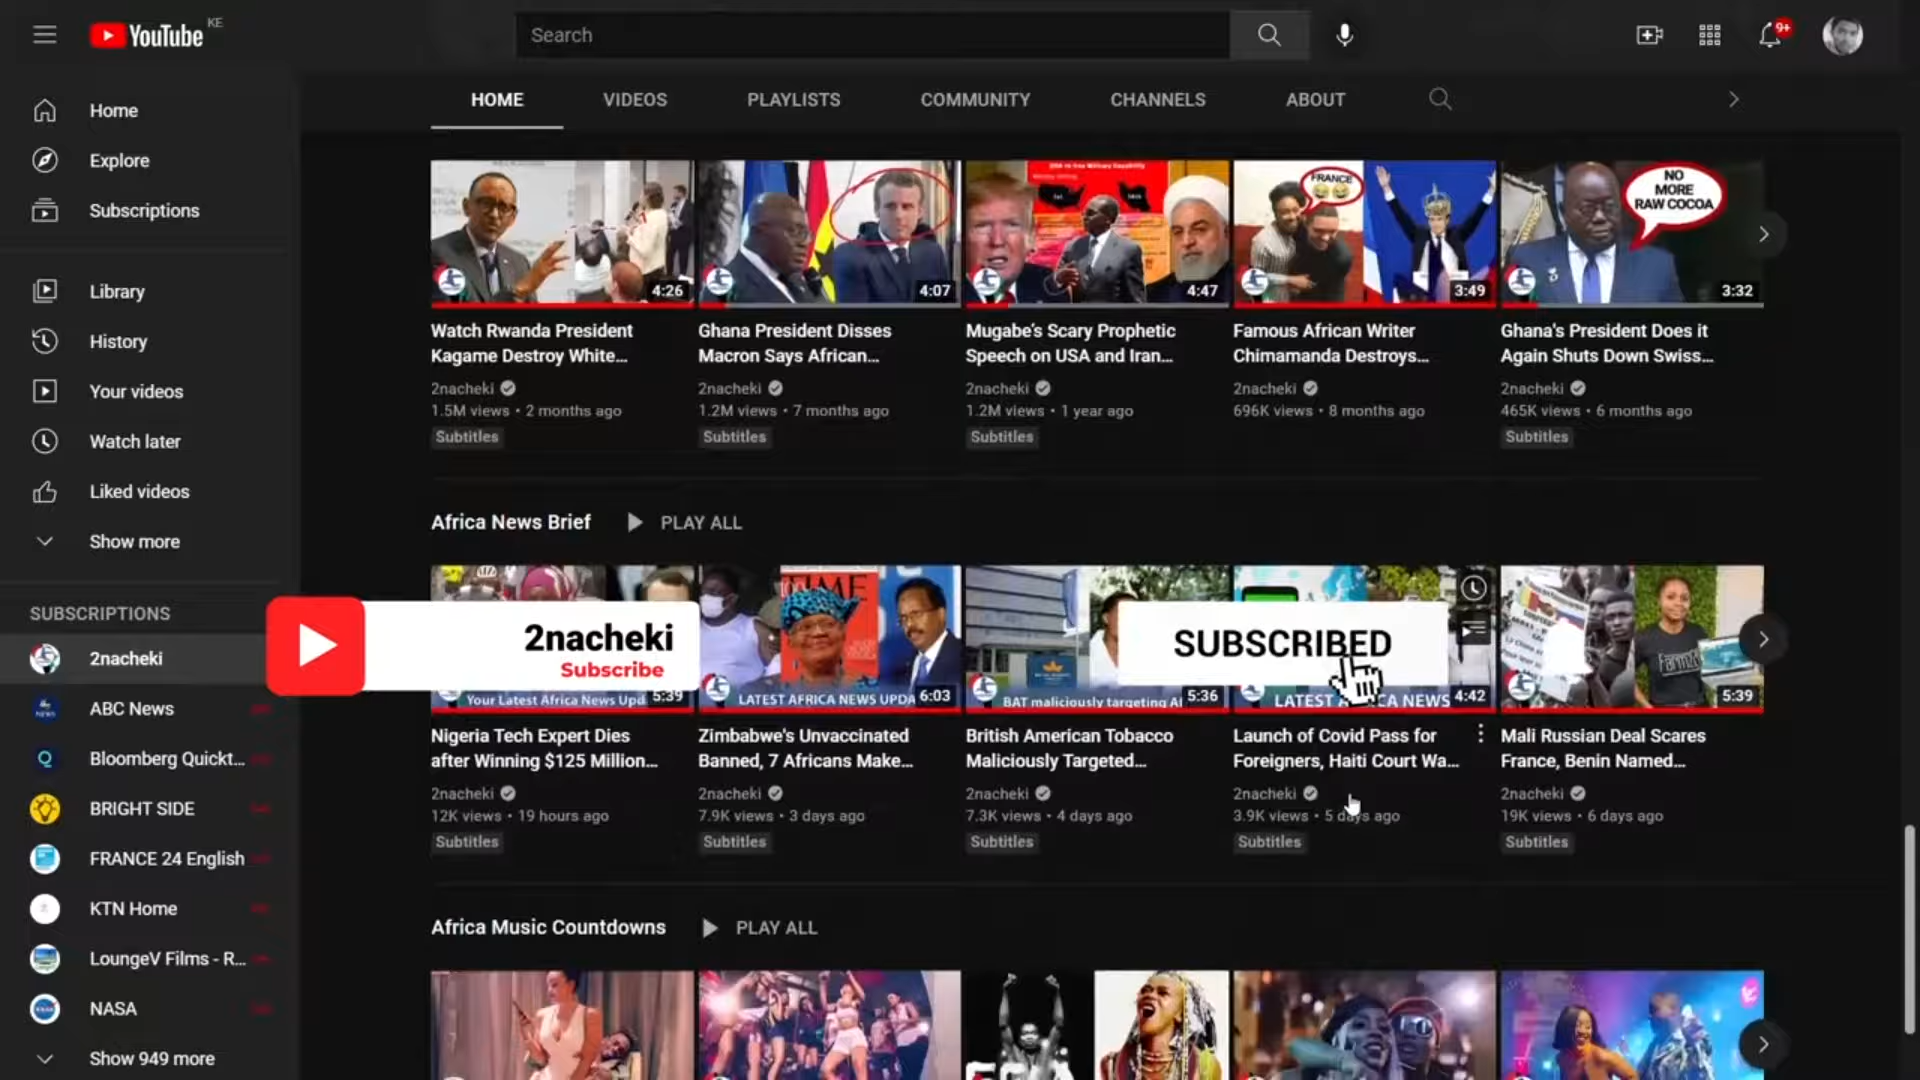 YouTube KE
Search
9+
Home
Explore
Subscriptions
Library
History
Your videos
Watch later
Liked videos
Show more
SUBSCRIPTIONS
2nacheki
ABC News
Bloomberg Quickt...
BRIGHT SIDE
FRANCE 24 English
KTN Home
LoungeV Films - R...
NASA
Show 949 more
HOME VIDEOS PLAYLISTS COMMUNITY CHANNELS ABOUT
4:26
4:07
4:47
FRANCE
3:49
NO
MORE
RAW COCOA
3:32
Watch Rwanda President
Kagame Destroy White...
2nacheki
1.5M views • 2 months ago
Subtitles
Ghana President Disses
Macron Says African...
2nacheki
1.2M views • 7 months ago
Subtitles
Mugabe's Scary Prophetic
Speech on USA and Iran...
2nacheki
1.2M views • 1 year ago
Subtitles
Famous African Writer
Chimamanda Destroys...
2nacheki
696K views • 8 months ago
Ghana's President Does it
Again Shuts Down Swiss...
2nacheki
465K views • 6 months ago
Subtitles
Africa News Brief PLAY ALL
2nacheki
Subscribe
SUBSCRIBED
Your Latest Africa News Upd
5:39
TIME
LATEST AFRICA NEWS UPDA
6:03
BAT maliciously targeting
5:36
LATEST NEWS
4:42
5:39
Nigeria Tech Expert Dies
after Winning $125 Million...
2nacheki
12K views • 19 hours ago
Subtitles
Zimbabwe's Unvaccinated
Banned, 7 Africans Make...
2nacheki
7.9K views • 3 days ago
Subtitles
British American Tobacco
Maliciously Targeted...
2nacheki
7.3K views • 4 days ago
Subtitles
Launch of Covid Pass for
Foreigners, Haiti Court Wa...
2nacheki
3.9K views • 5 days ago
Subtitles
Mali Russian Deal Scares
France, Benin Named...
2nacheki
19K views • 6 days ago
Subtitles
Africa Music Countdowns PLAY ALL